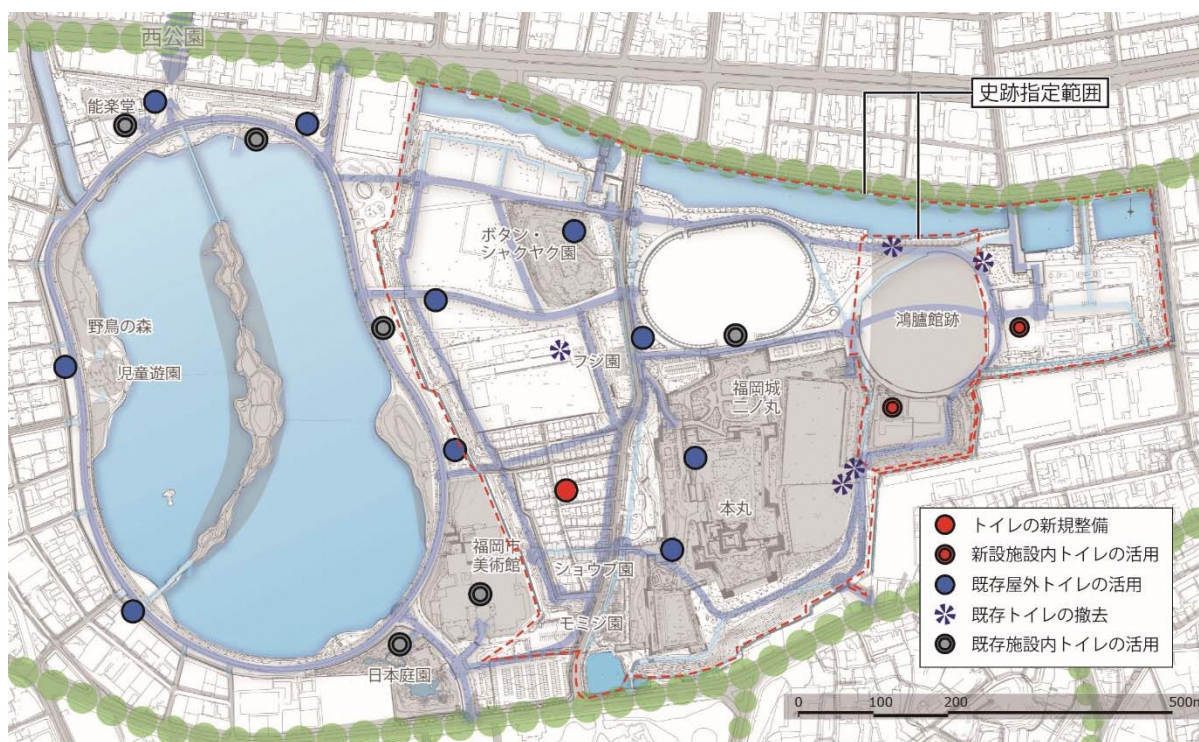 西公園
能楽堂
史跡指定範囲
ボタン・
シャクヤク園
鴻臚館跡
野鳥の森
児童遊園
フジ園
福岡城
二ノ丸
本丸
福岡市
美術館
ショウブ園
モミジ園
日本庭園
トイレの新規整備
新設施設内トイレの活用
既存屋外トイレの活用
既存トイレの撤去
既存施設内トイレの活用
0 100 200 500m